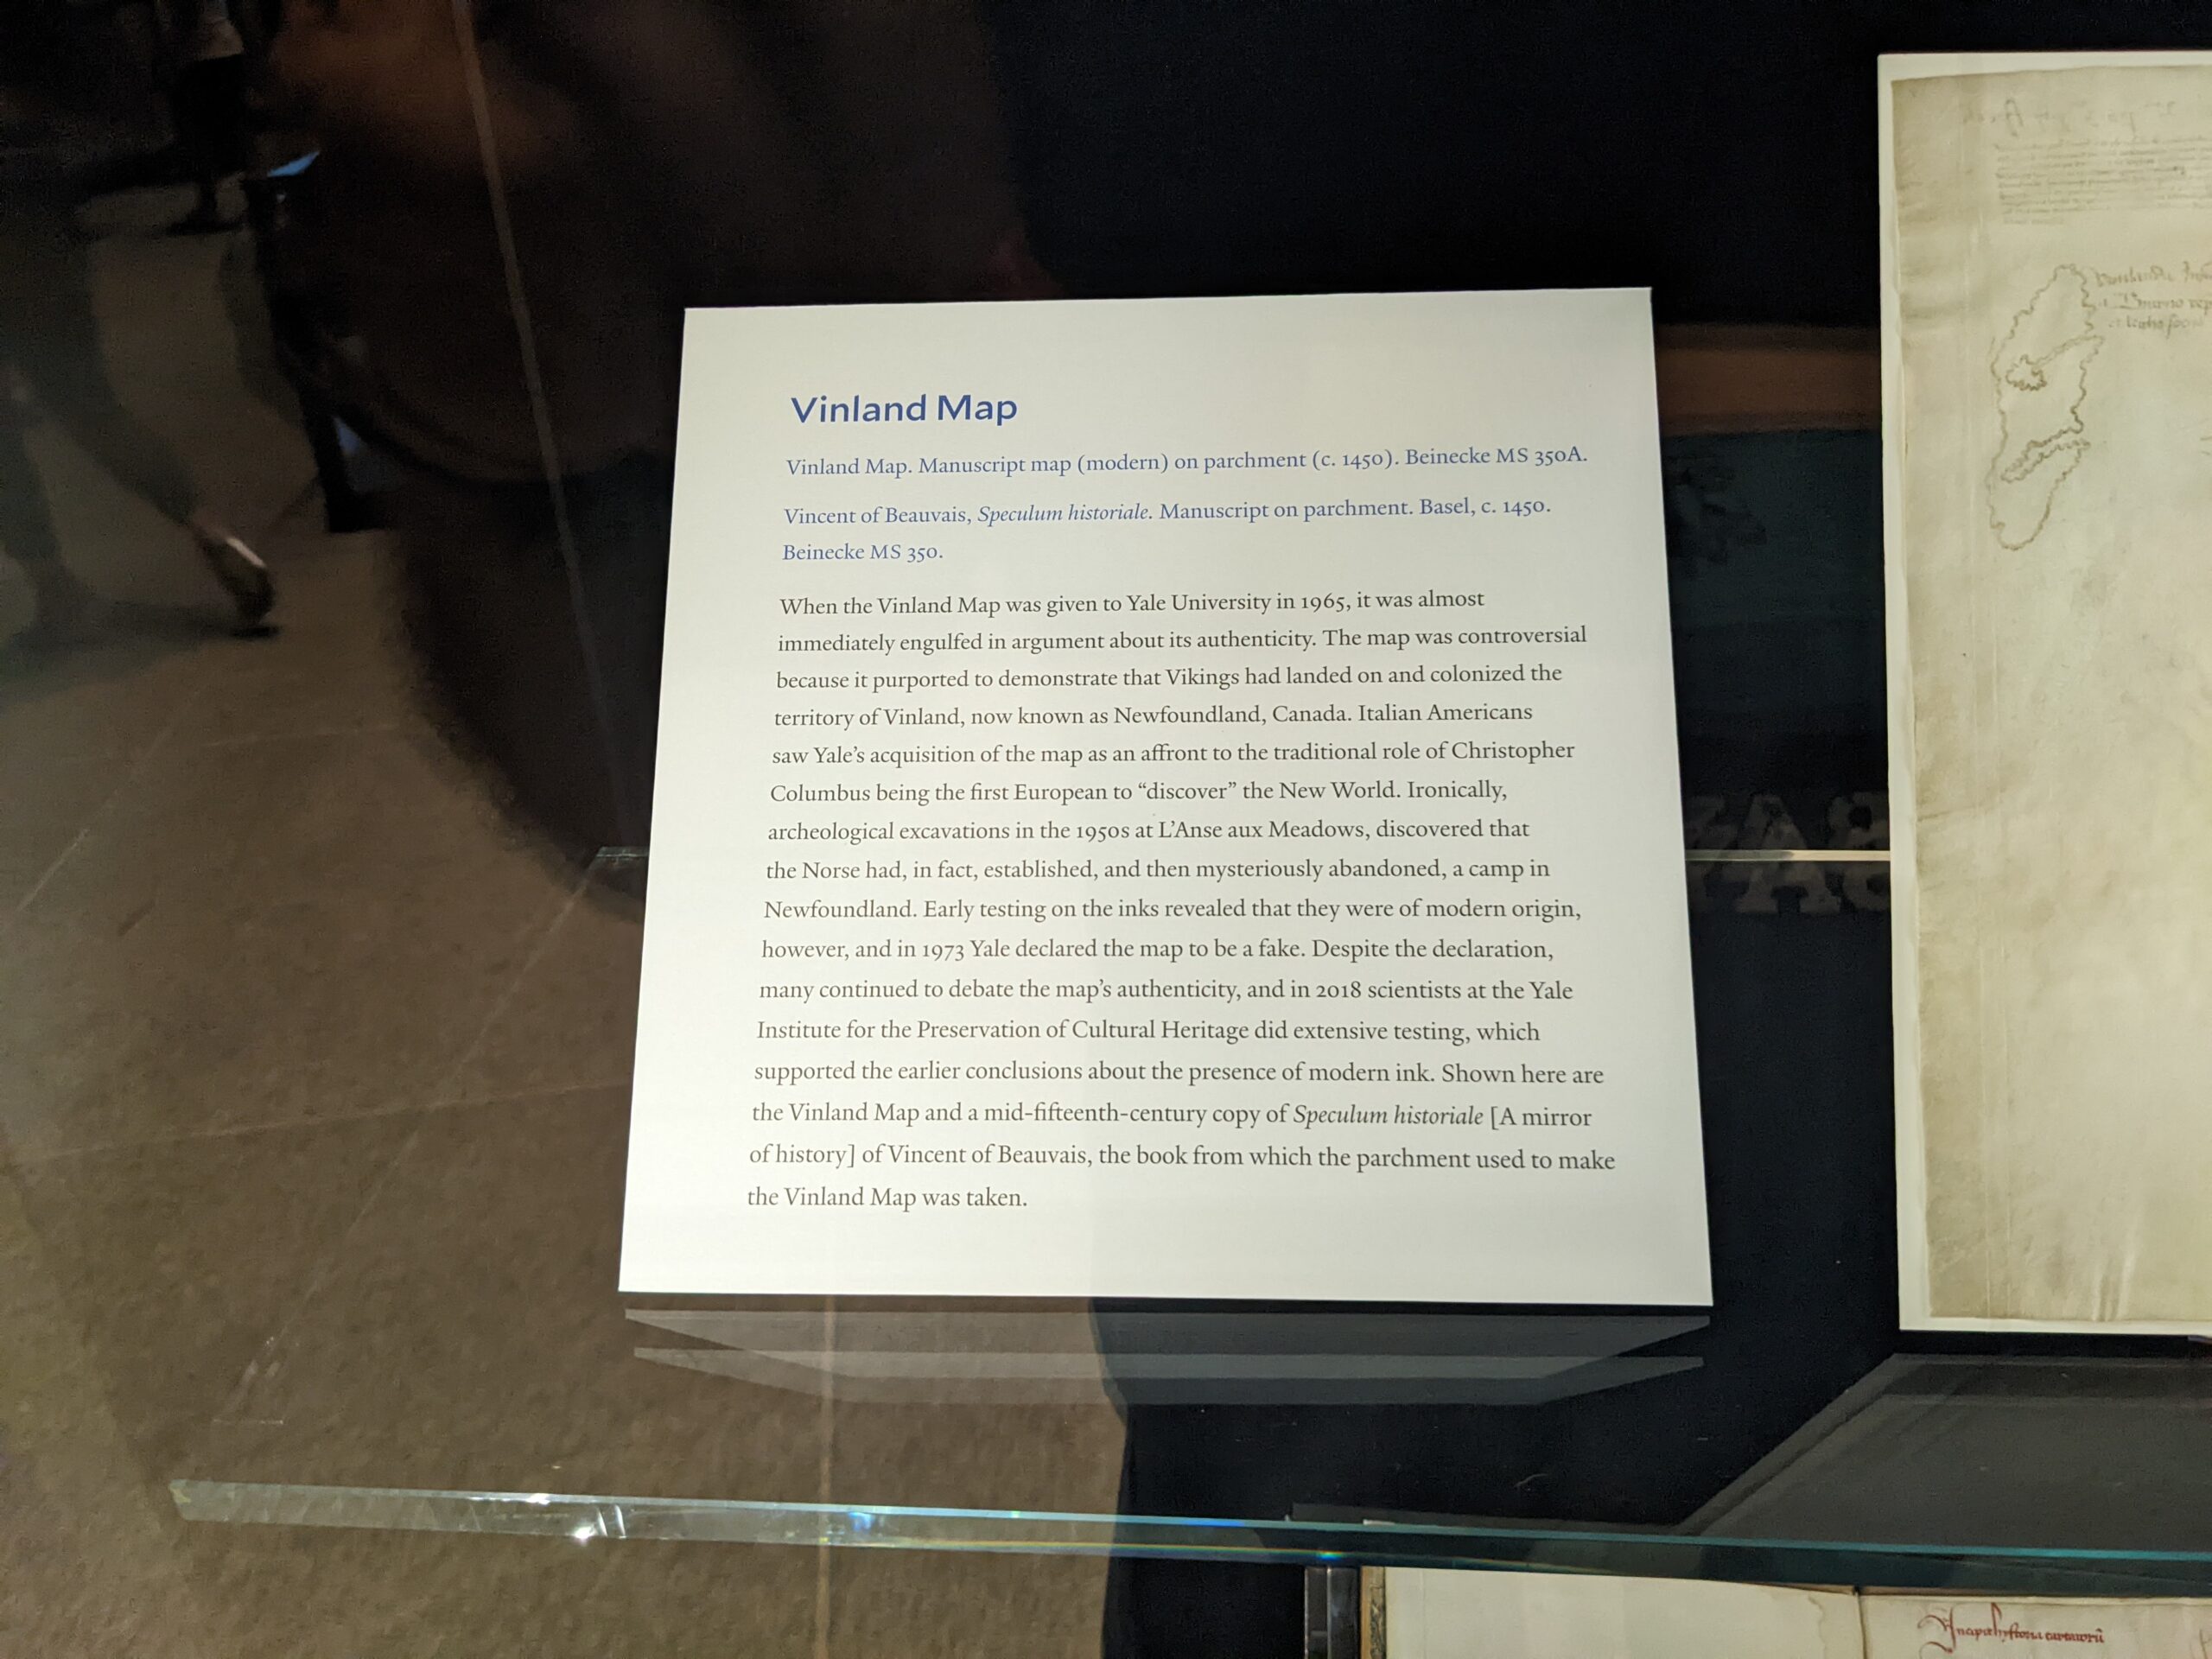 Vinland Map
Vinland Map. Manuscript map (modern) on parchment (c. 1450). Beinecke MS 350A.
Vincent of Beauvais, Speculum historiale. Manuscript on parchment. Basel, c. 1450.
Beinecke MS 350.
When the Vinland Map was given to Yale University in 1965, it was almost
immediately engulfed in argument about its authenticity. The map was controversial
because it purported to demonstrate that Vikings had landed on and colonized the
territory of Vinland, now known as Newfoundland, Canada. Italian Americans
saw Yale’s acquisition of the map as an affront to the traditional role of Christopher
Columbus being the first European to “discover” the New World. Ironically,
archeological excavations in the 1950s at L’Anse aux Meadows, discovered that
the Norse had, in fact, established, and then mysteriously abandoned, a camp in
Newfoundland. Early testing on the inks revealed that they were of modern origin,
however, and in 1973 Yale declared the map to be a fake. Despite the declaration,
many continued to debate the map’s authenticity, and in 2018 scientists at the Yale
Institute for the Preservation of Cultural Heritage did extensive testing, which
supported the earlier conclusions about the presence of modern ink. Shown here are
the Vinland Map and a mid-fifteenth-century copy of Speculum historiale [A mirror
of history] of Vincent of Beauvais, the book from which the parchment used to make
the Vinland Map was taken.